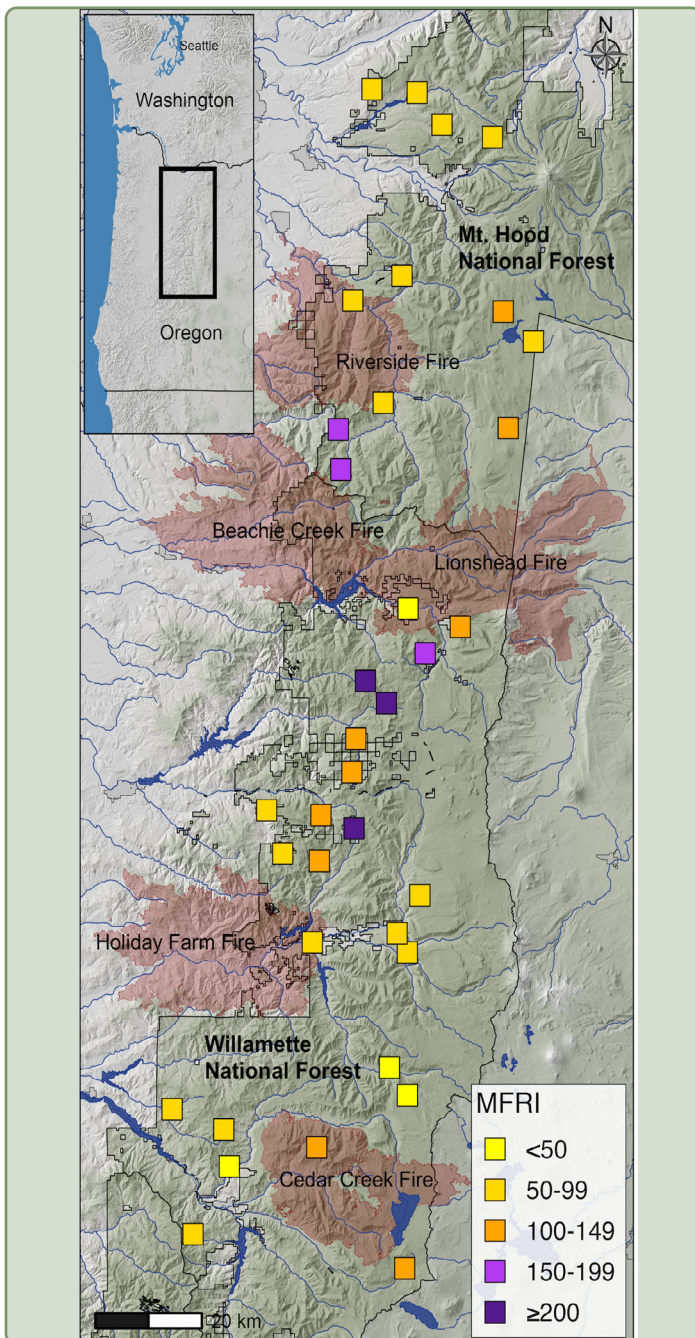 Seattle
Washington
Oregon
N
Mt. Hood
National Forest
Riverside Fire
Beachie Creek Fire
Lionshead Fire
Holiday Farm Fire
Willamette
National Forest
Cedar Creek Fire
MFRI
<50
50-99
100-149
150-199
≥200
20 km